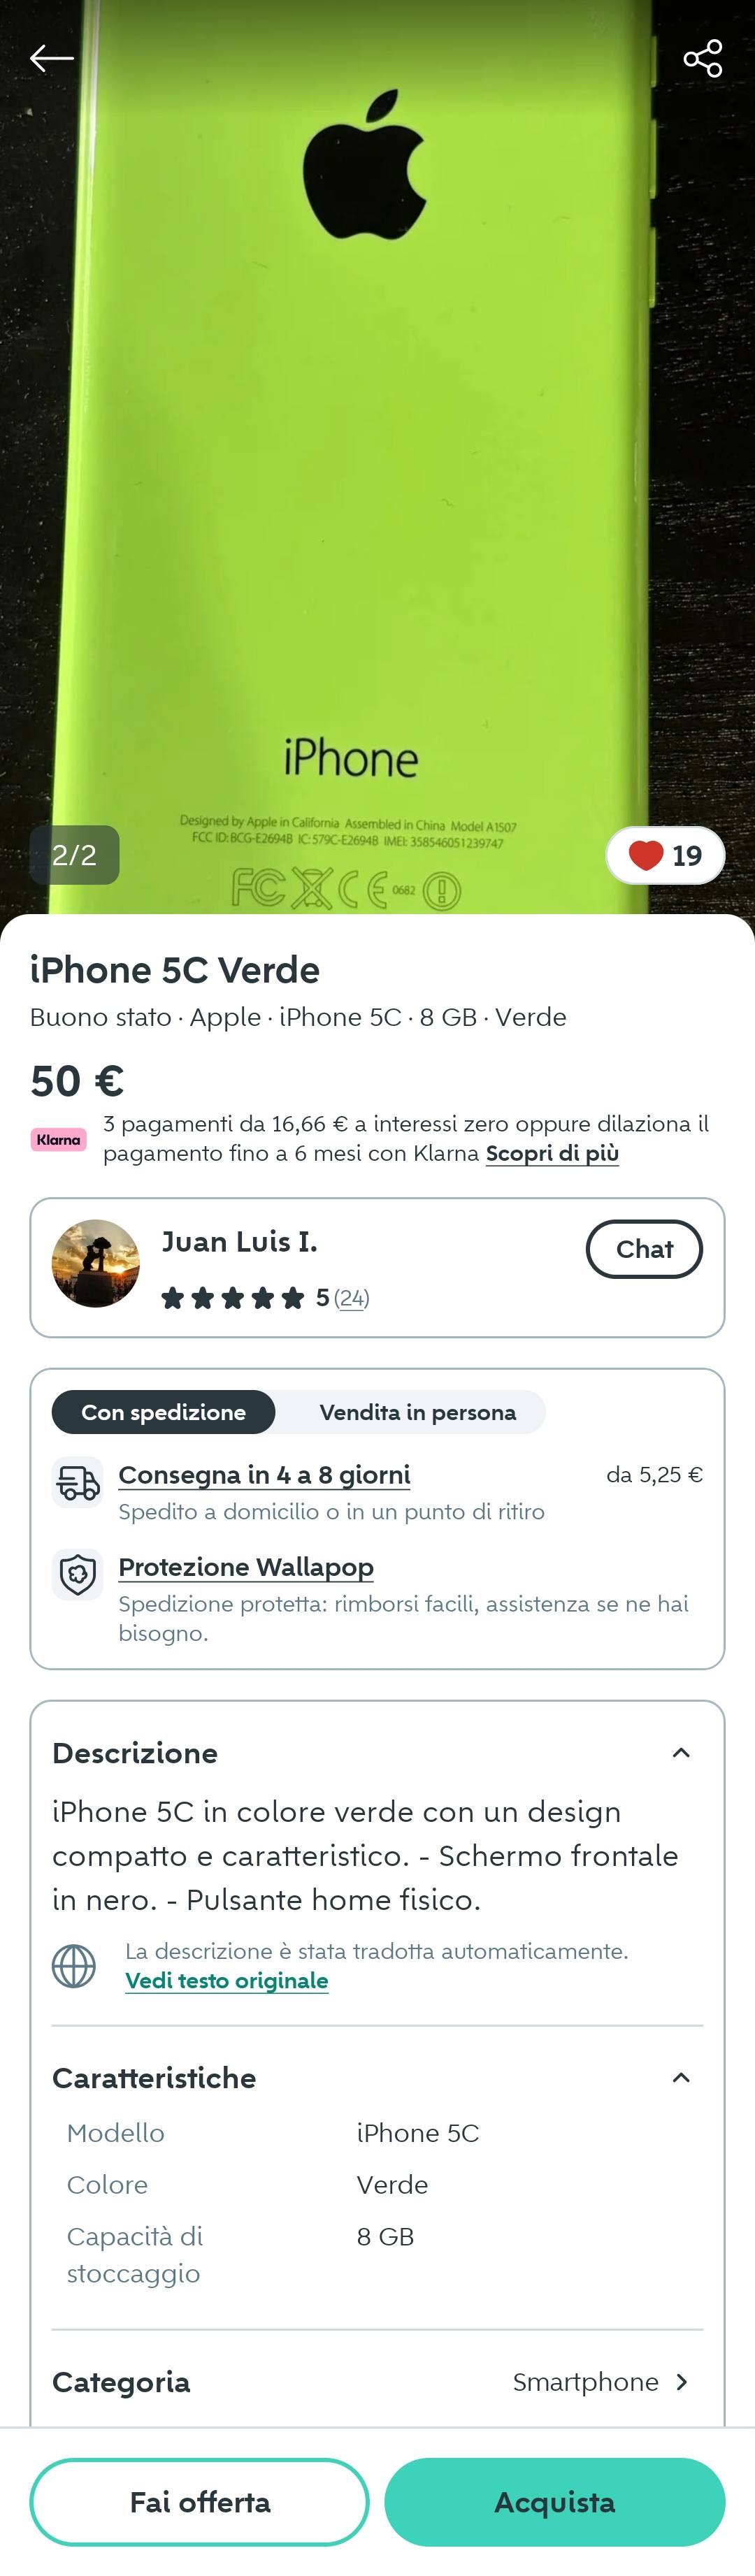 iPhone
Designed by Apple in California Assembled in China Model A1507
FCC ID: BCG-E2694B IC: 579C-E2694B IMEI: 358546051239747
0682
2/2
19
iPhone 5C Verde
Buono stato · Apple · iPhone 5C · 8 GB · Verde
50 €
Klarna
3 pagamenti da 16,66 € a interessi zero oppure dilaziona il
pagamento fino a 6 mesi con Klarna Scopri di più
Juan Luis I.
Chat
5 (24)
Con spedizione
Vendita in persona
Consegna in 4 a 8 giorni
da 5,25 €
Spedito a domicilio o in un punto di ritiro
Protezione Wallapop
Spedizione protetta: rimborsi facili, assistenza se ne hai
bisogno.
Descrizione
iPhone 5C in colore verde con un design
compatto e caratteristico. - Schermo frontale
in nero. - Pulsante home fisico.
La descrizione è stata tradotta automaticamente.
Vedi testo originale
Caratteristiche
Modello iPhone 5C
Colore Verde
Capacità di 8 GB
stoccaggio
Categoria
Smartphone
Fai offerta
Acquista